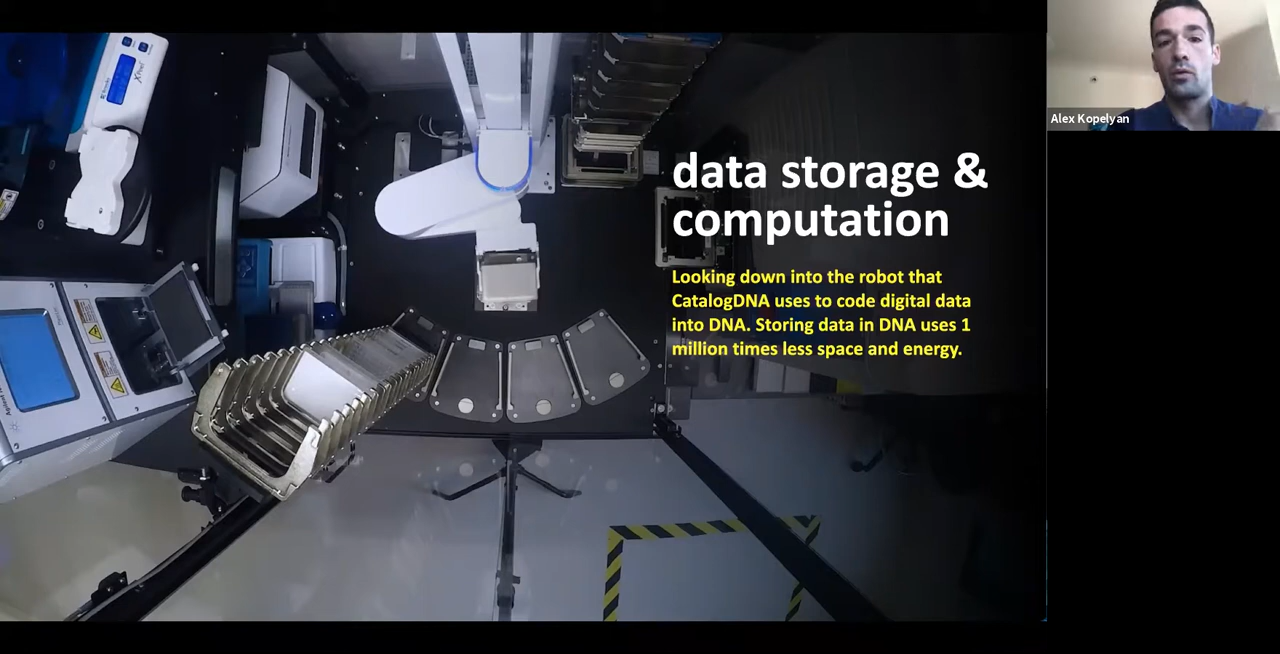 data storage &
computation
Looking down into the robot that
CatalogDNA uses to code digital data
into DNA. Storing data in DNA uses 1
million times less space and energy.
Alex Kopelyan